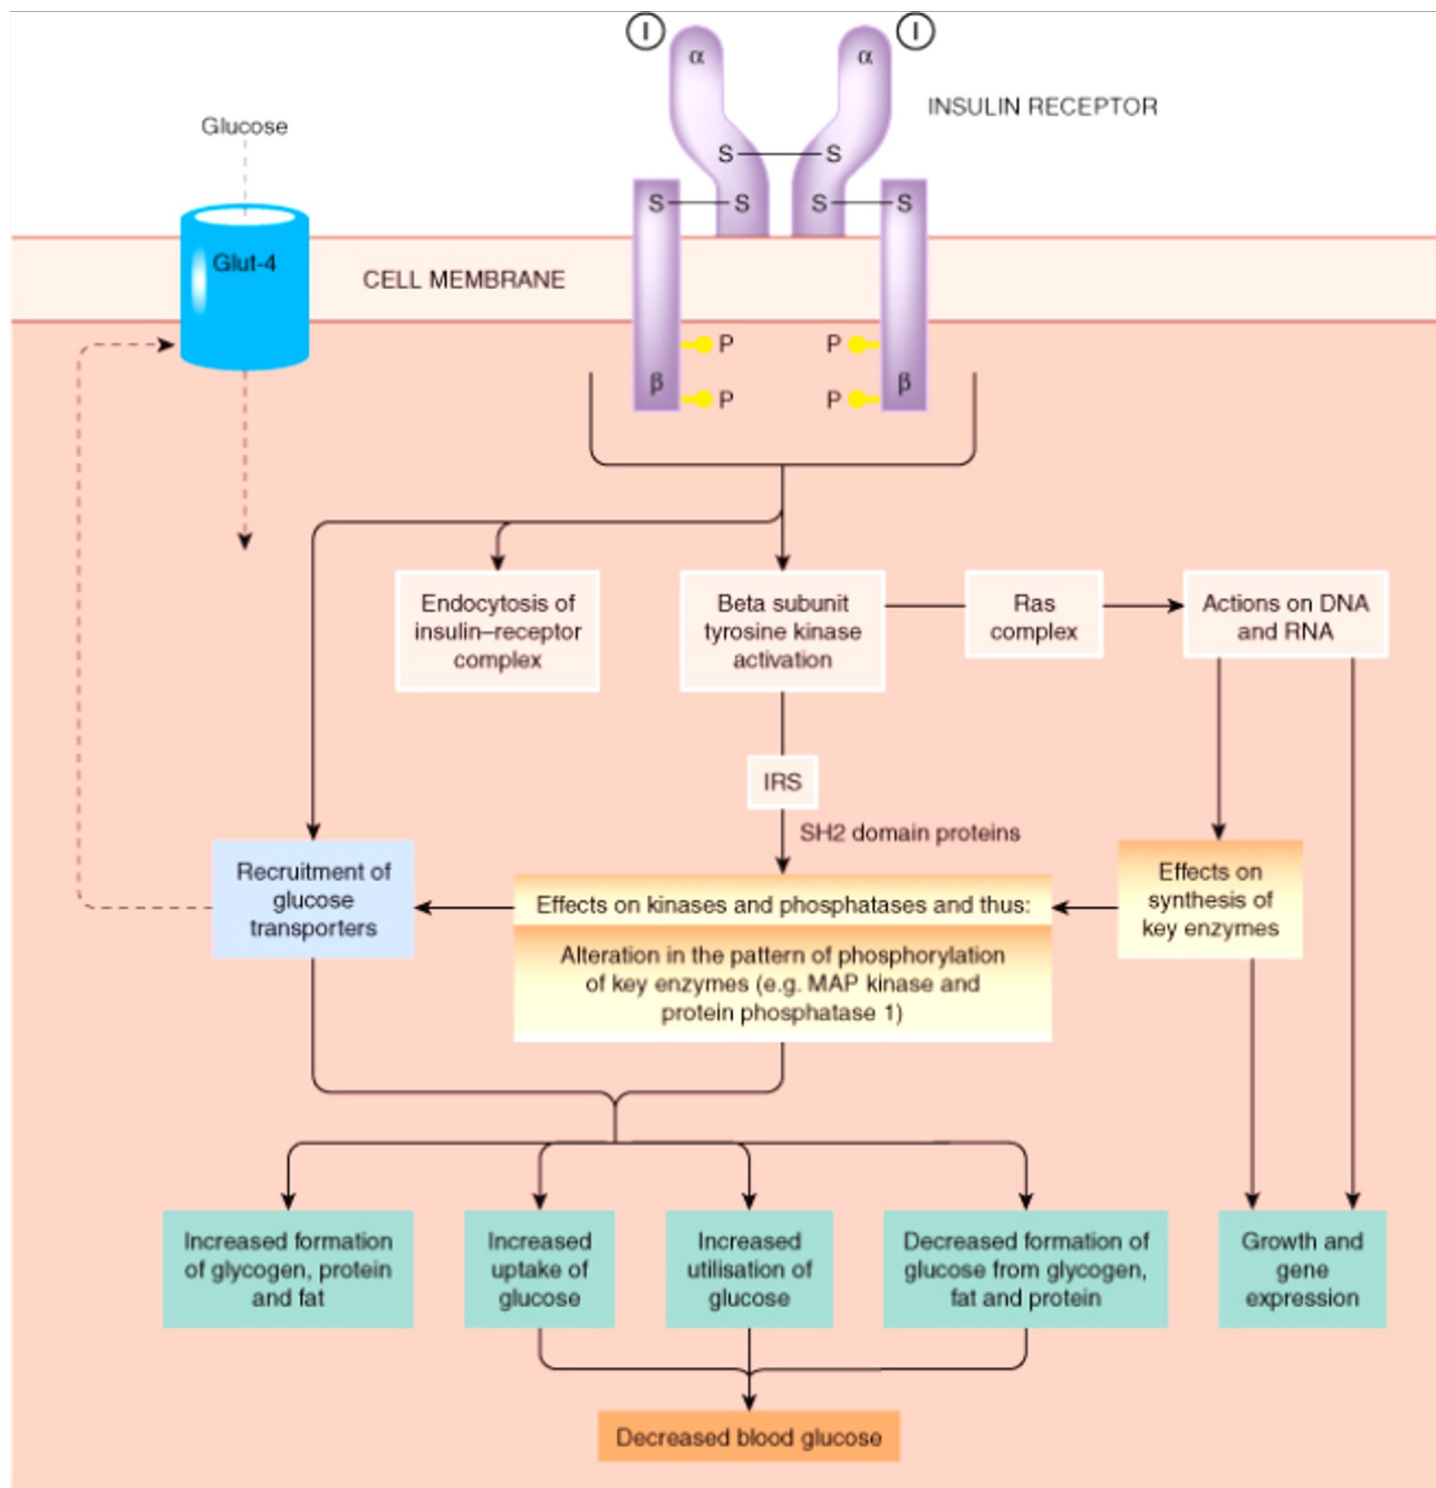 I
I
α
α
INSULIN RECEPTOR
Glucose
S
S
S
S
S
S
Glut-4
CELL MEMBRANE
P
P
β
β
P
P
Endocytosis of
insulin–receptor
complex
Beta subunit
tyrosine kinase
activation
Ras
complex
Actions on DNA
and RNA
IRS
SH2 domain proteins
Recruitment of
glucose
transporters
Effects on kinases and phosphatases and thus:
Alteration in the pattern of phosphorylation
of key enzymes (e.g. MAP kinase and
protein phosphatase 1)
Effects on
synthesis of
key enzymes
Increased formation
of glycogen, protein
and fat
Increased
uptake of
glucose
Increased
utilisation of
glucose
Decreased formation of
glucose from glycogen,
fat and protein
Growth and
gene
expression
Decreased blood glucose